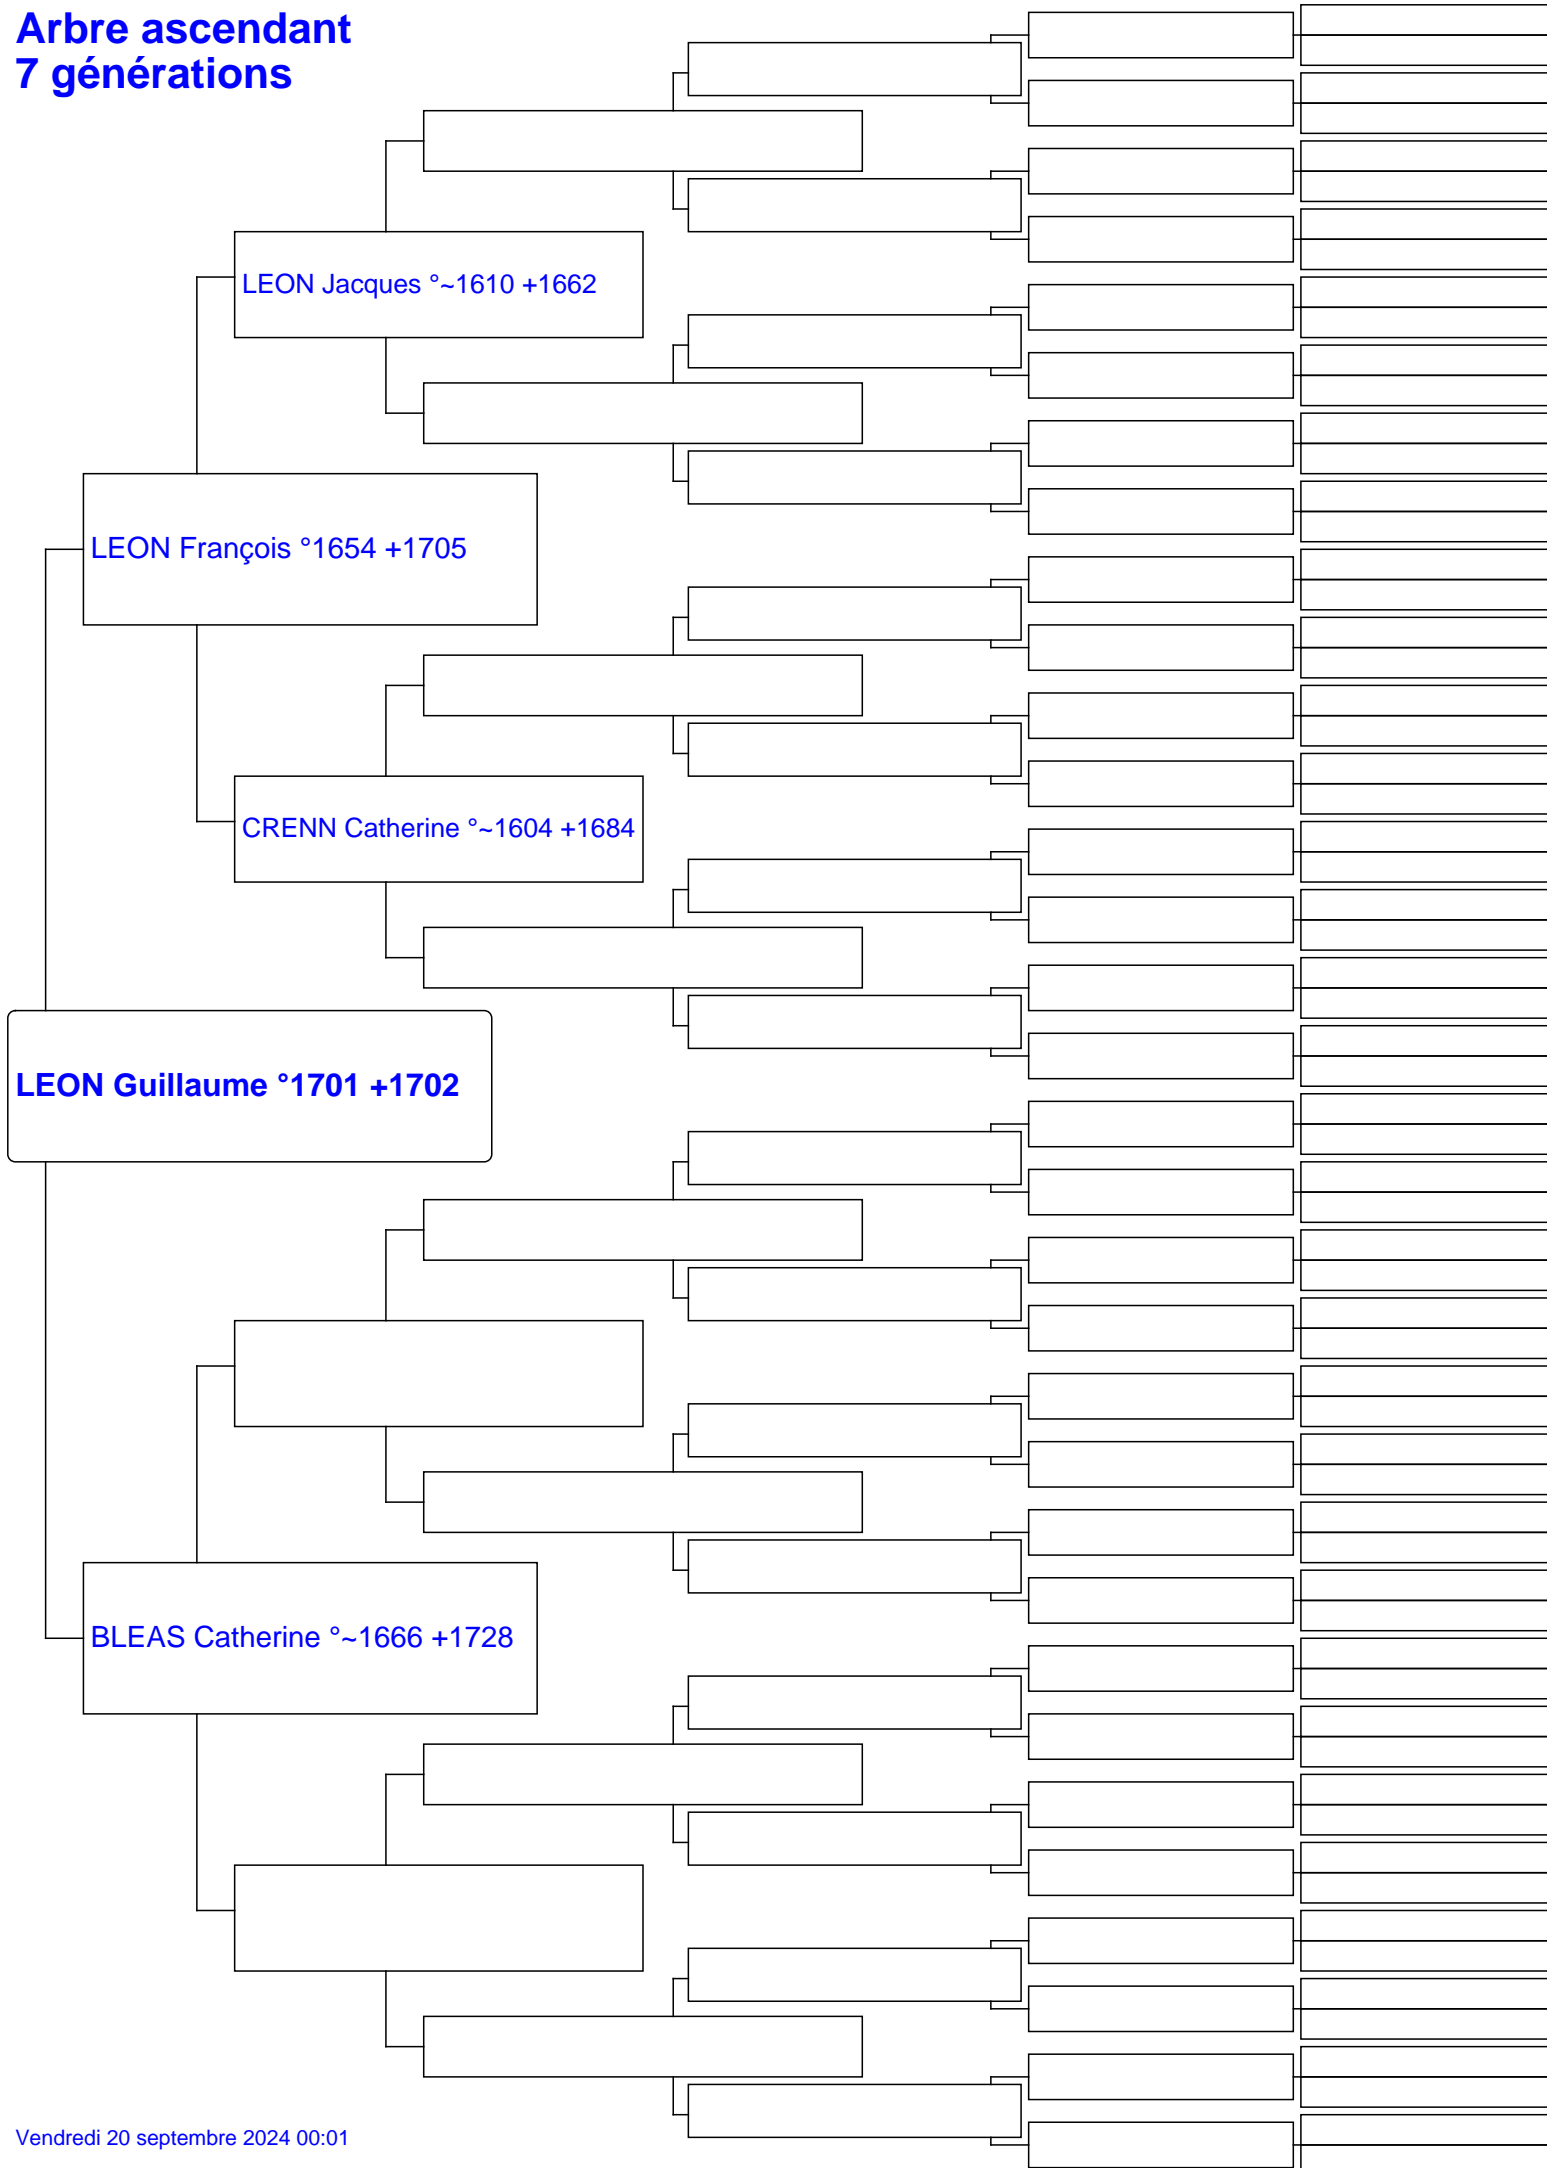 Arbre ascendant
7 générations
LEON Jacques °~1610 +1662
LEON François °1654 +1705
CRENN Catherine °~1604 +1684
LEON Guillaume °1701 +1702
BLEAS Catherine °~1666 +1728
Vendredi 20 septembre 2024 00:01